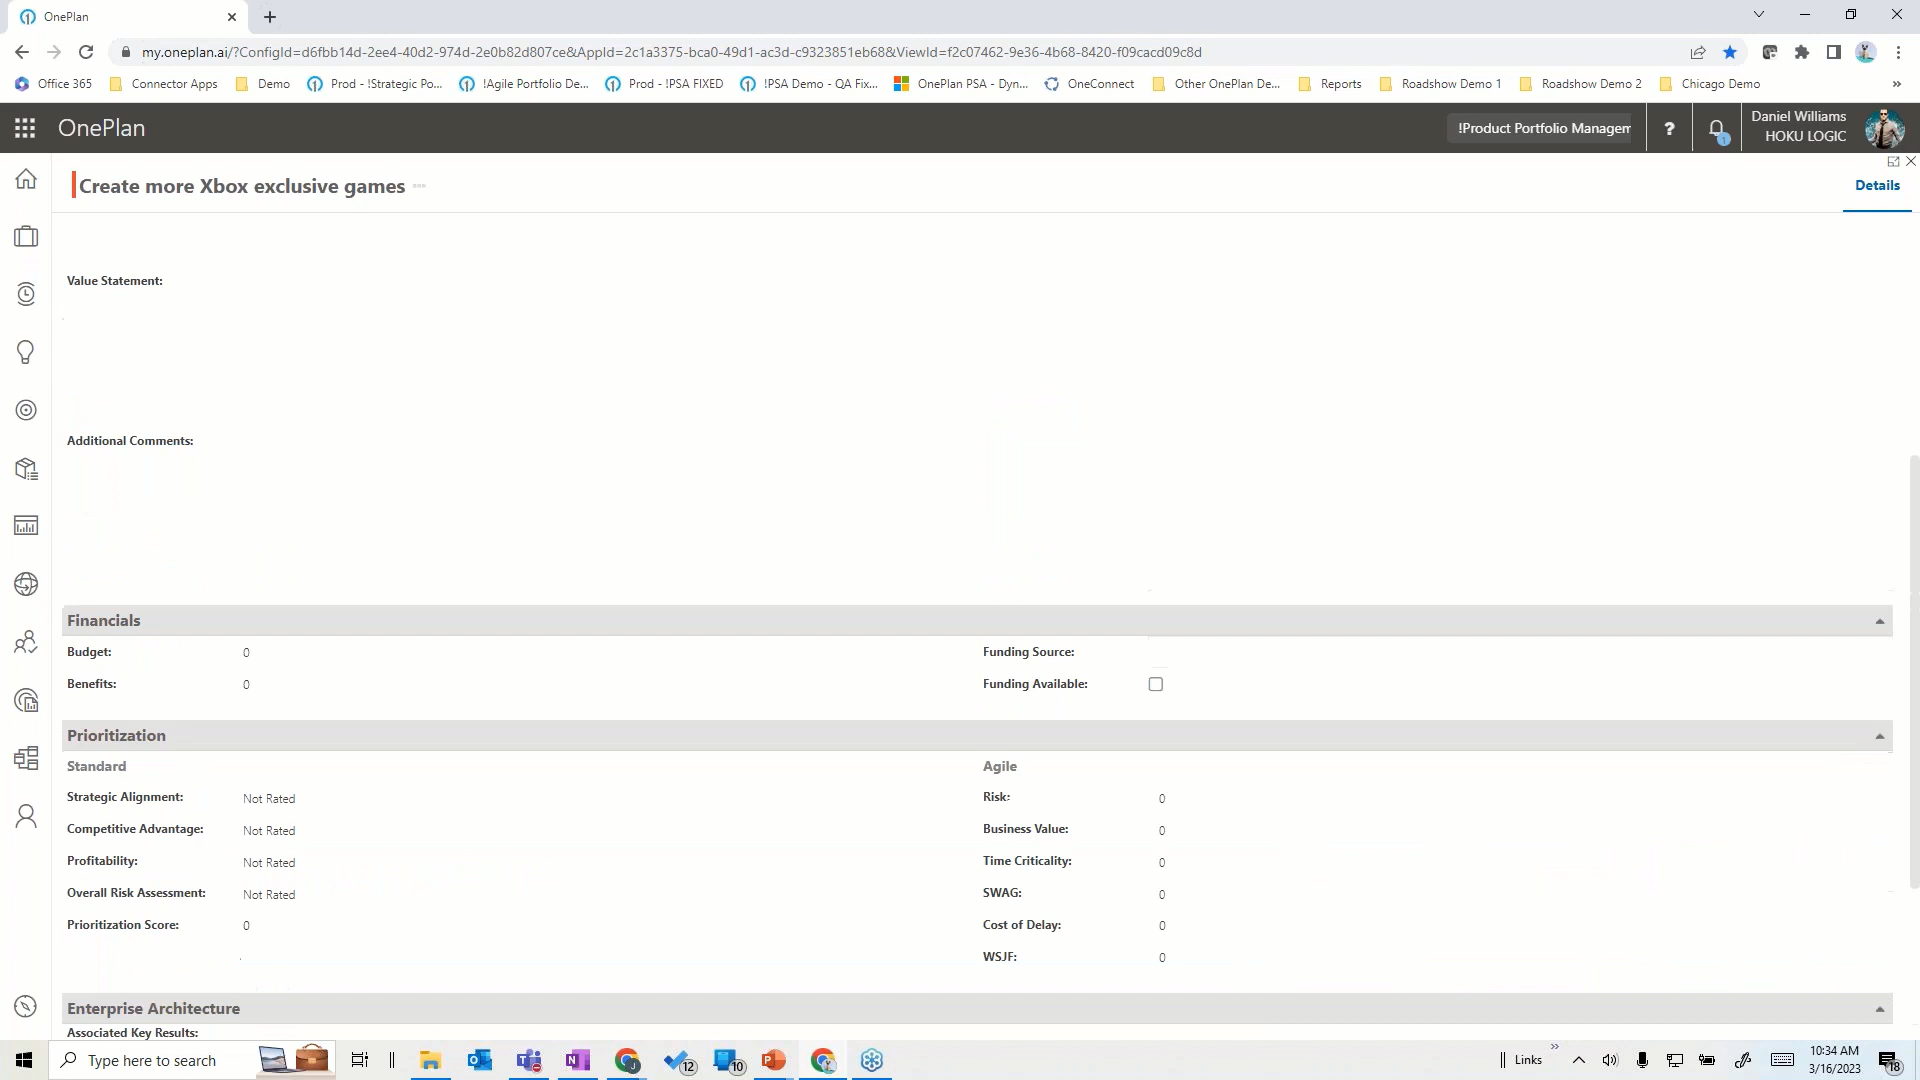 OnePlan
my.oneplan.ai/?ConfigId=d6fbb14d-2ee4-40d2-974d-2e0b82d807ce&AppId=2c1a3375-bca0-49d1-ac3d-c9323851eb68&ViewId=f2c07462-9e36-4b68-8420-f09cacd09c8d
Office 365 Connector Apps Demo Prod - !Strategic Po... !Agile Portfolio De... Prod - !PSA FIXED !PSA Demo - QA Fix... OnePlan PSA - Dyn... OneConnect Other OnePlan De... Reports Roadshow Demo 1 Roadshow Demo 2 Chicago Demo »
OnePlan !Product Portfolio Managem ? 1 Daniel Williams
HOKU LOGIC
Create more Xbox exclusive games Details
Value Statement:
Additional Comments:
Financials
Budget: 0 Funding Source:
Benefits: 0 Funding Available:
Prioritization
Standard Agile
Strategic Alignment: Not Rated Risk: 0
Competitive Advantage: Not Rated Business Value: 0
Profitability: Not Rated Time Criticality: 0
Overall Risk Assessment: Not Rated SWAG: 0
Prioritization Score: 0 Cost of Delay: 0
WSJF: 0
Enterprise Architecture
Associated Key Results:
Type here to search 12 10 Links » 10:34 AM
3/16/2023 18